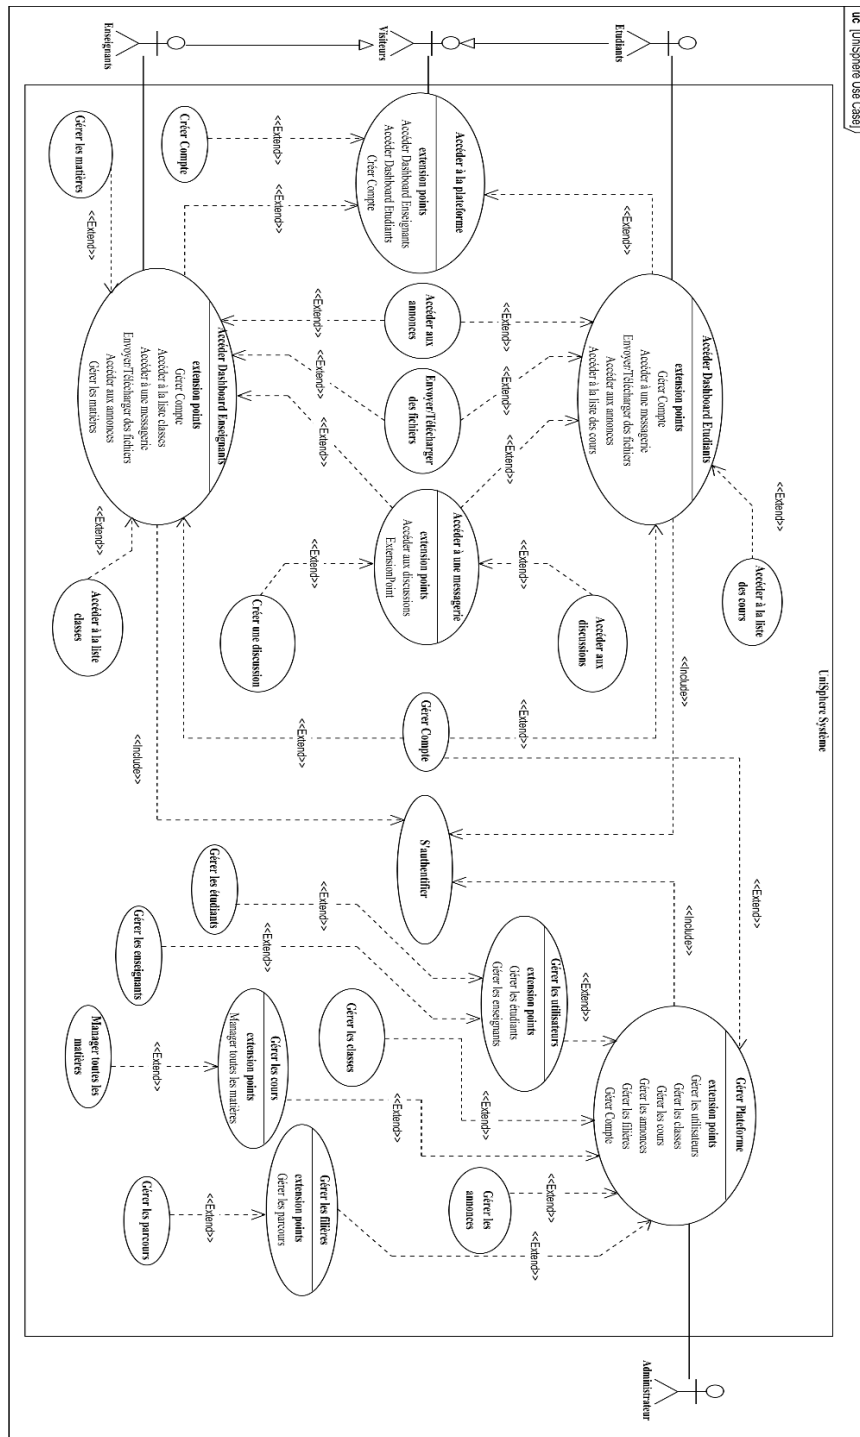 uc [UniSphere Use Case]
UniSphere Système
Etudiants
Visiteurs
Enseignants
Administrateur
Accéder Dashboard Etudiants
extension points
Gérer Compte
Accéder à une messagerie
Envoyer/Télécharger des fichiers
Accéder aux annonces
Accéder à la liste des cours
<<Extend>>
Accéder à la liste
des cours
<<Extend>>
Accéder à la plateforme
extension points
Accéder Dashboard Enseignants
Accéder Dashboard Etudiants
Créer Compte
<<Extend>>
Créer Compte
<<Extend>>
Gérer les matières
<<Extend>>
Accéder aux
annonces
<<Extend>>
<<Extend>>
Envoyer/Télécharger
des fichiers
<<Extend>>
<<Extend>>
Accéder à une messagerie
extension points
Accéder aux discussions
ExtensionPoint
<<Extend>>
<<Extend>>
Accéder aux
discussions
<<Extend>>
Créer une discussion
<<Extend>>
Accéder Dashboard Enseignants
extension points
Gérer Compte
Accéder à la liste classes
Accéder à une messagerie
Envoyer/Télécharger des fichiers
Accéder aux annonces
Gérer les matières
<<Extend>>
Accéder à la liste
classes
Gérer Compte
<<Extend>>
<<Extend>>
<<Extend>>
<<Include>>
<<Include>>
<<Include>>
S'authentifier
Gérer Plateforme
extension points
Gérer les utilisateurs
Gérer les classes
Gérer les cours
Gérer les annonces
Gérer les filières
Gérer Compte
<<Extend>>
Gérer les utilisateurs
extension points
Gérer les étudiants
Gérer les enseignants
<<Extend>>
Gérer les étudiants
<<Extend>>
Gérer les enseignants
Gérer les classes
<<Extend>>
Gérer les cours
extension points
Manager toutes les matières
<<Extend>>
<<Extend>>
Manager toutes les
matières
Gérer les
annonces
<<Extend>>
Gérer les filières
extension points
Gérer les parcours
<<Extend>>
<<Extend>>
Gérer les parcours